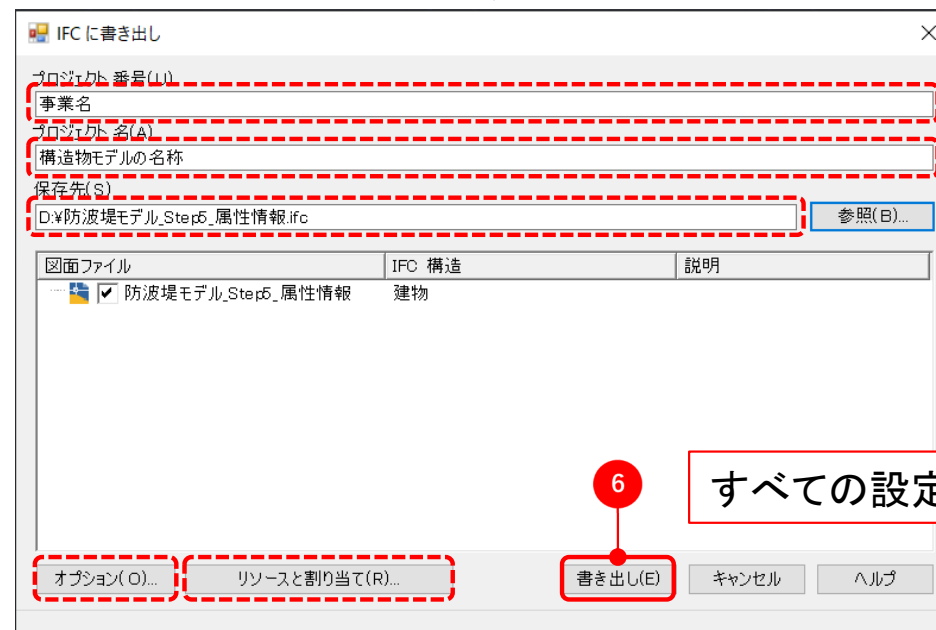 IFC に書き出し
プロジェクト 番号(U)
事業名
プロジェクト 名(A)
構造物モデルの名称
保存先(S)
D:¥防波堤モデル_Step5_属性情報.ifc
参照(B)...
図面ファイル IFC 構造 説明
防波堤モデル_Step5_属性情報 建物
6
すべての設定
オプション(O)... リソースと割り当て(R)... 書き出し(E) キャンセル ヘルプ